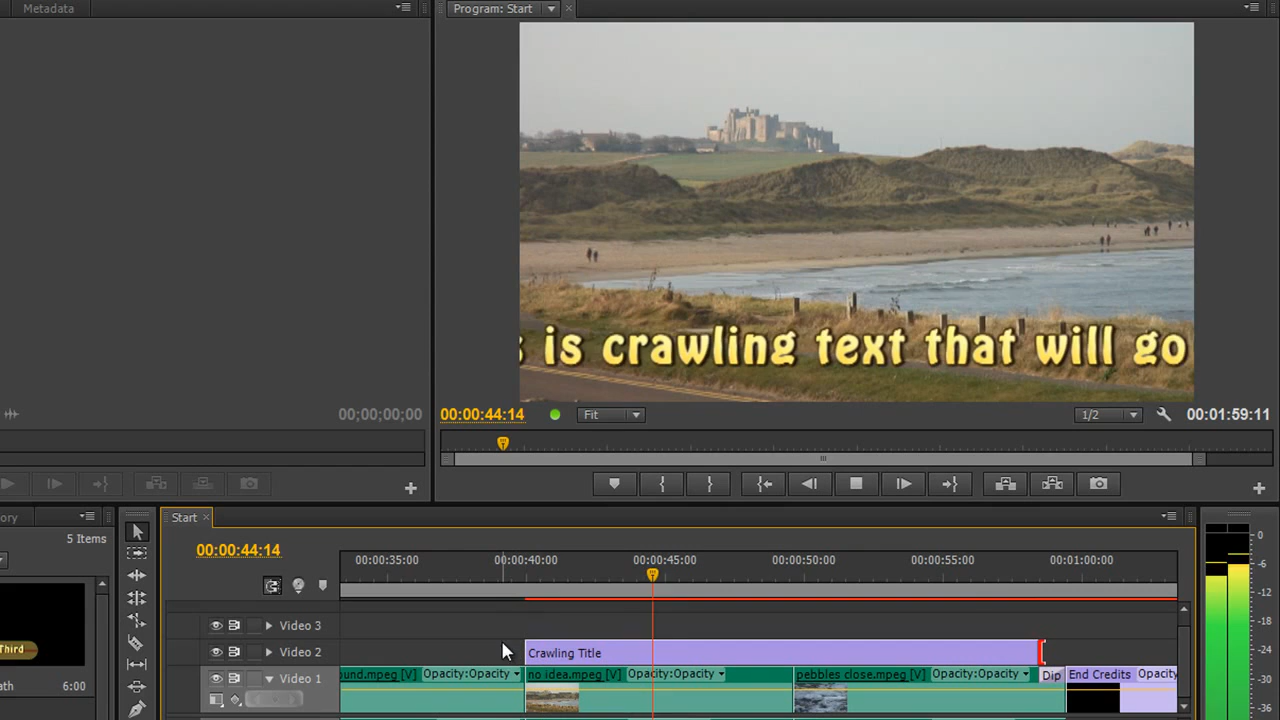 Metadata
Program: Start
s is crawling text that will go
00;00;00;00
00:00:44:14
Fit
1/2
00:01:59:11
ory
Start
5 Items
00:00:44:14
00:00:35:00
00:00:40:00
00:00:45:00
00:00:50:00
00:00:55:00
00:01:00:00
Third
Video 3
Video 2
Crawling Title
ath
6:00
Video 1
und.mpeg [V]
Opacity:Opacity
no idea.mpeg [V]
Opacity:Opacity
pebbles close.mpeg [V]
Opacity:Opacity
Dip
End Credits
Opacity
0
-6
-12
-18
-24
-30
-36